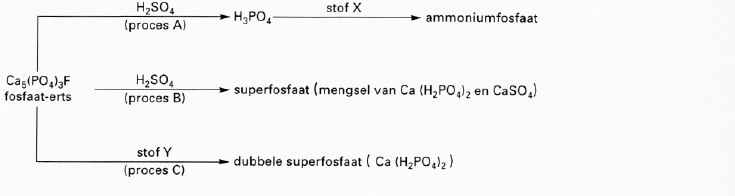 H₂SO₄
(proces A)
H₃PO₄
stof X
ammoniumfosfaat
Ca₅(PO₄)₃F
fosfaat-erts
H₂SO₄
(proces B)
superfosfaat (mengsel van Ca (H₂PO₄)₂ en CaSO₄)
stof Y
(proces C)
dubbele superfosfaat ( Ca (H₂PO₄)₂ )